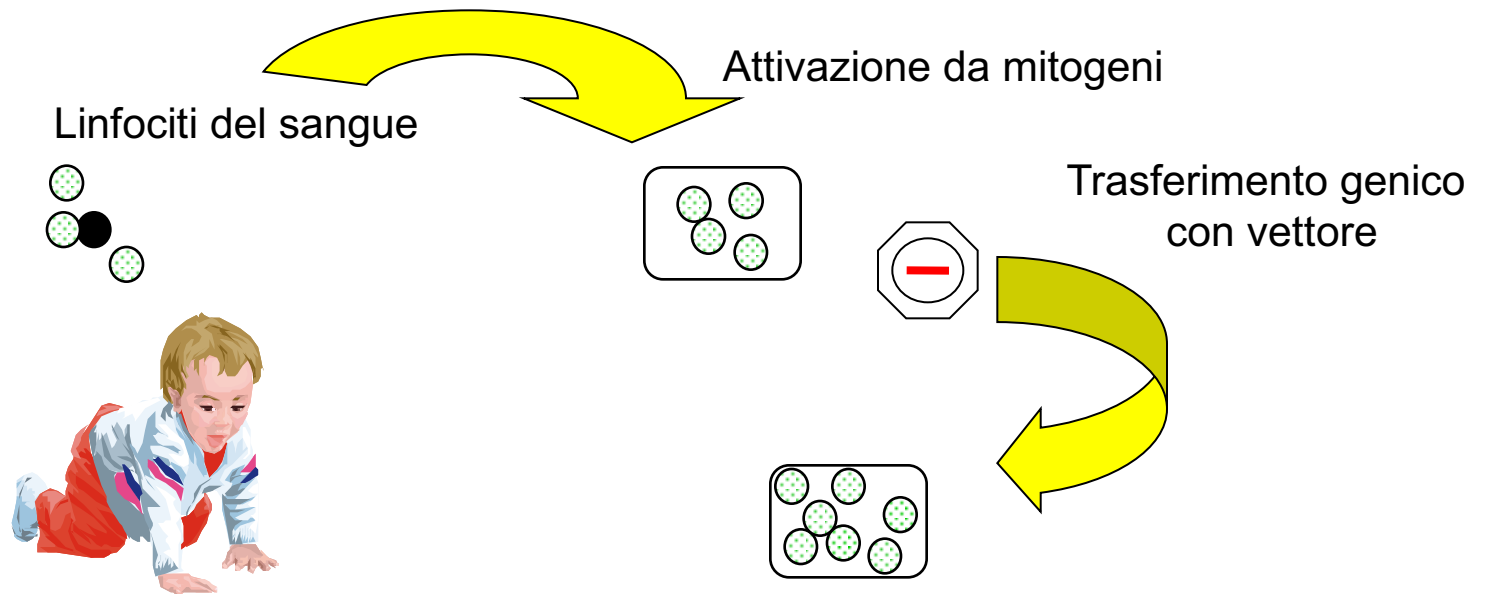 Attivazione da mitogeni
Linfociti del sangue
Trasferimento genico
con vettore